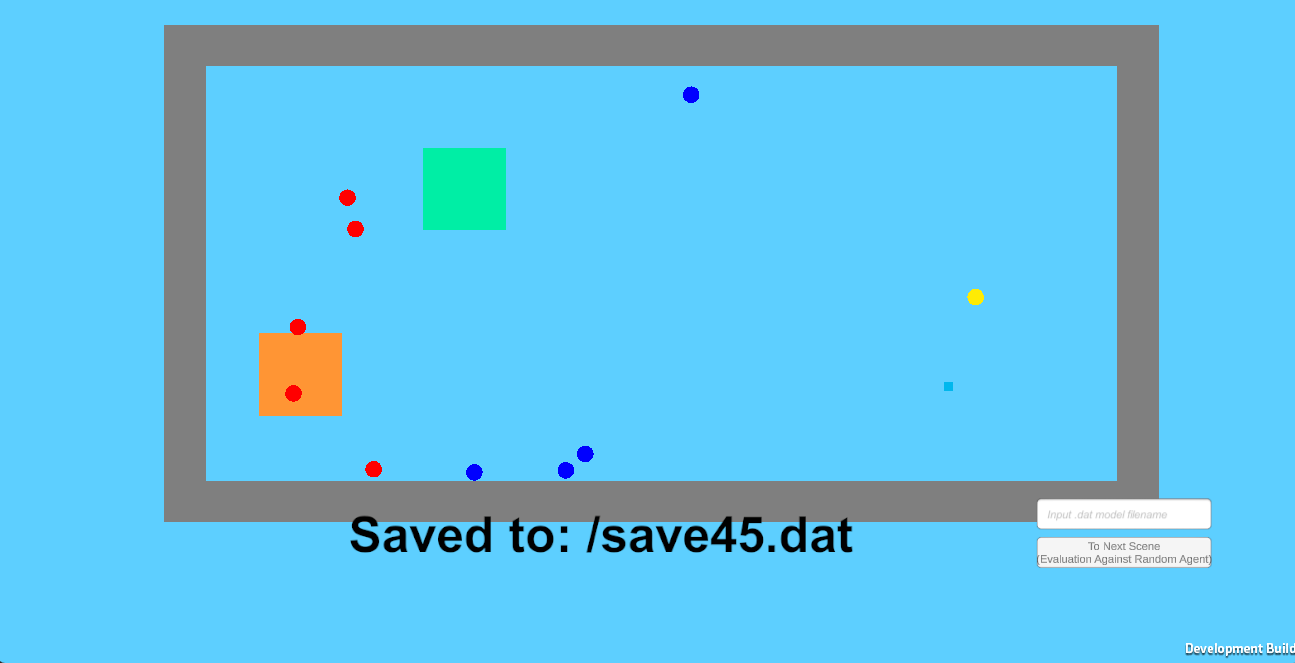 Saved to: /save45.dat
Input .dat model filename
To Next Scene
(Evaluation Against Random Agent)
Development Build